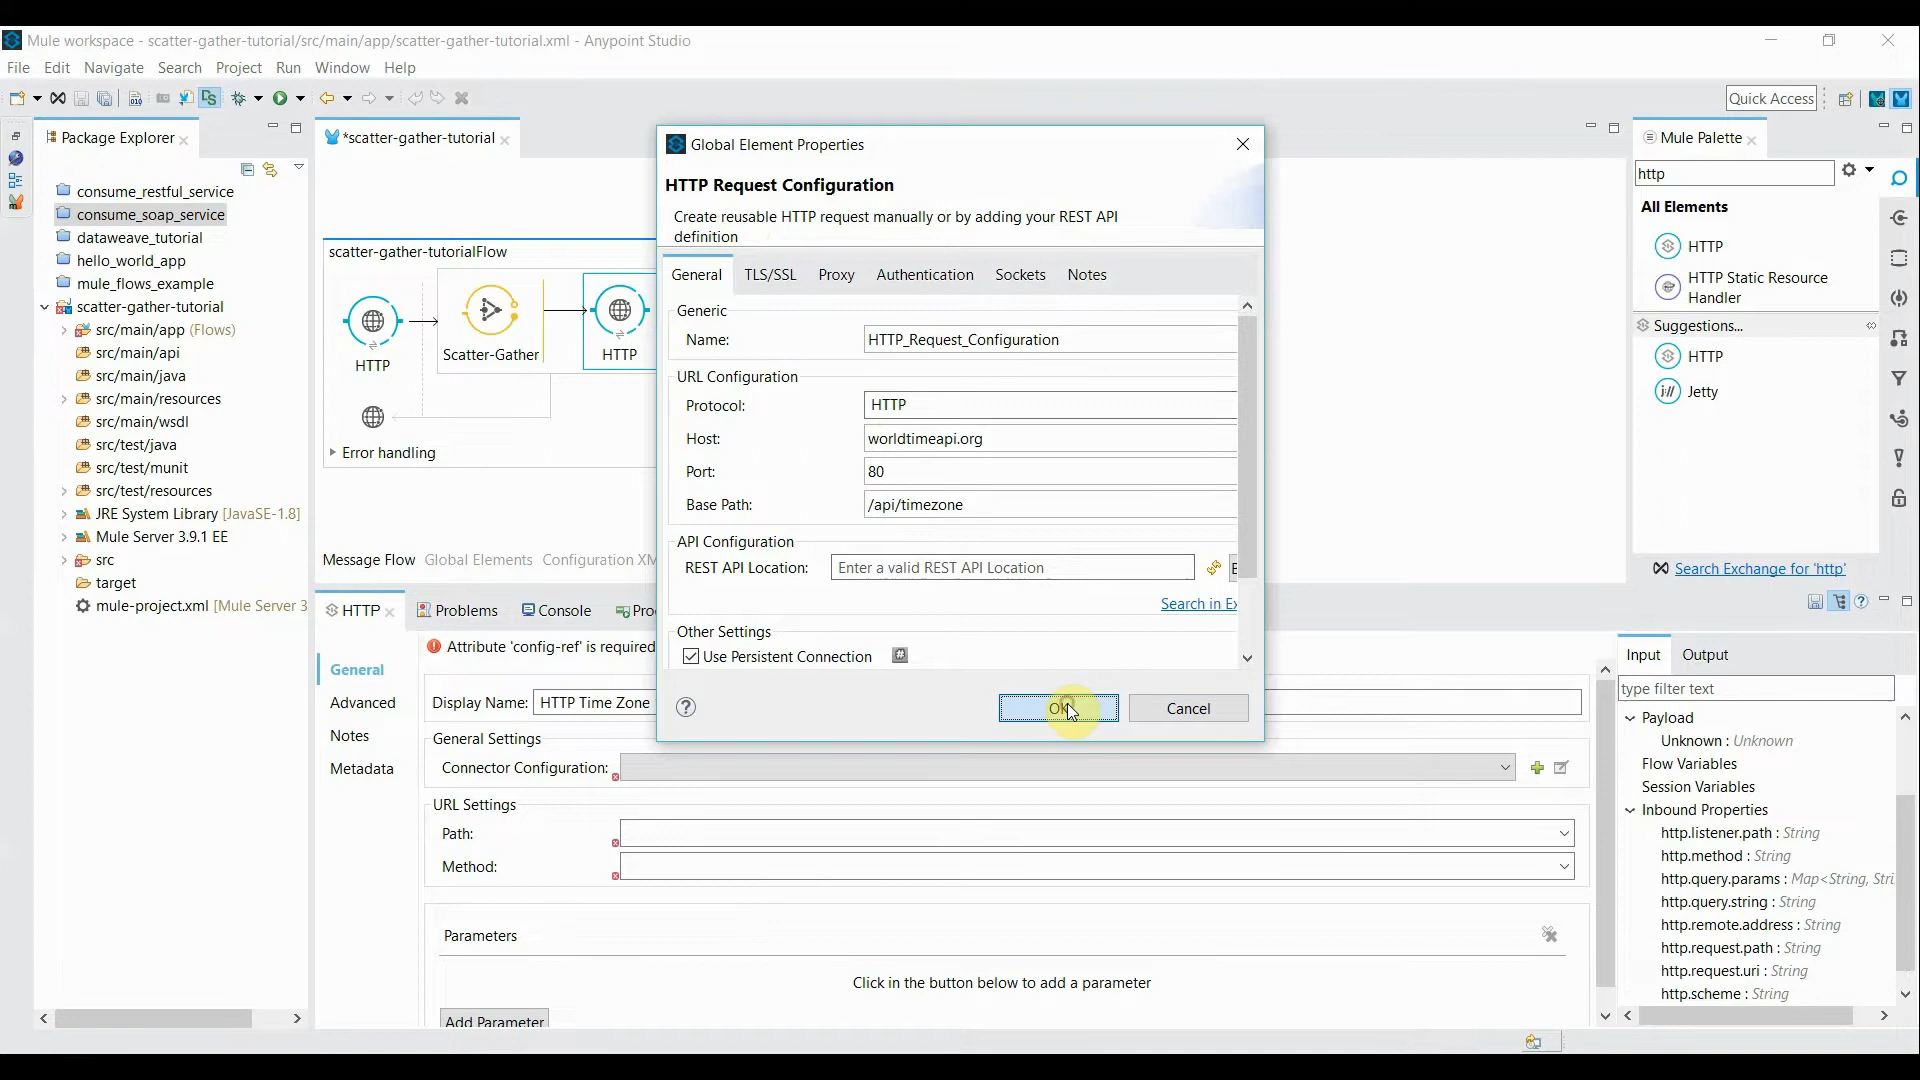 Mule workspace - scatter-gather-tutorial/src/main/app/scatter-gather-tutorial.xml - Anypoint Studio
File Edit Navigate Search Project Run Window Help
Quick Access
Package Explorer
consume_restful_service
consume_soap_service
dataweave_tutorial
hello_world_app
mule_flows_example
scatter-gather-tutorial
src/main/app (Flows)
src/main/api
src/main/java
src/main/resources
src/main/wsdl
src/test/java
src/test/munit
src/test/resources
JRE System Library [JavaSE-1.8]
Mule Server 3.9.1 EE
src
target
mule-project.xml [Mule Server 3
*scatter-gather-tutorial
scatter-gather-tutorialFlow
HTTP
Scatter-Gather
HTTP
Error handling
Message Flow Global Elements Configuration XM
Global Element Properties
HTTP Request Configuration
Create reusable HTTP request manually or by adding your REST API
definition
General TLS/SSL Proxy Authentication Sockets Notes
Generic
Name: HTTP_Request_Configuration
URL Configuration
Protocol: HTTP
Host: worldtimeapi.org
Port: 80
Base Path: /api/timezone
API Configuration
REST API Location: Enter a valid REST API Location
Search in Ex
Other Settings
Use Persistent Connection
OK
Cancel
Mule Palette
http
All Elements
HTTP
HTTP Static Resource
Handler
Suggestions...
HTTP
Jetty
Search Exchange for 'http'
HTTP Problems Console Pro
Attribute 'config-ref' is required
General
Advanced
Notes
Metadata
Display Name: HTTP Time Zone
General Settings
Connector Configuration:
URL Settings
Path:
Method:
Parameters
Click in the button below to add a parameter
Add Parameter
Input Output
type filter text
Payload
Unknown : Unknown
Flow Variables
Session Variables
Inbound Properties
http.listener.path : String
http.method : String
http.query.params : Map<String, Stri
http.query.string : String
http.remote.address : String
http.request.path : String
http.request.uri : String
http.scheme : String